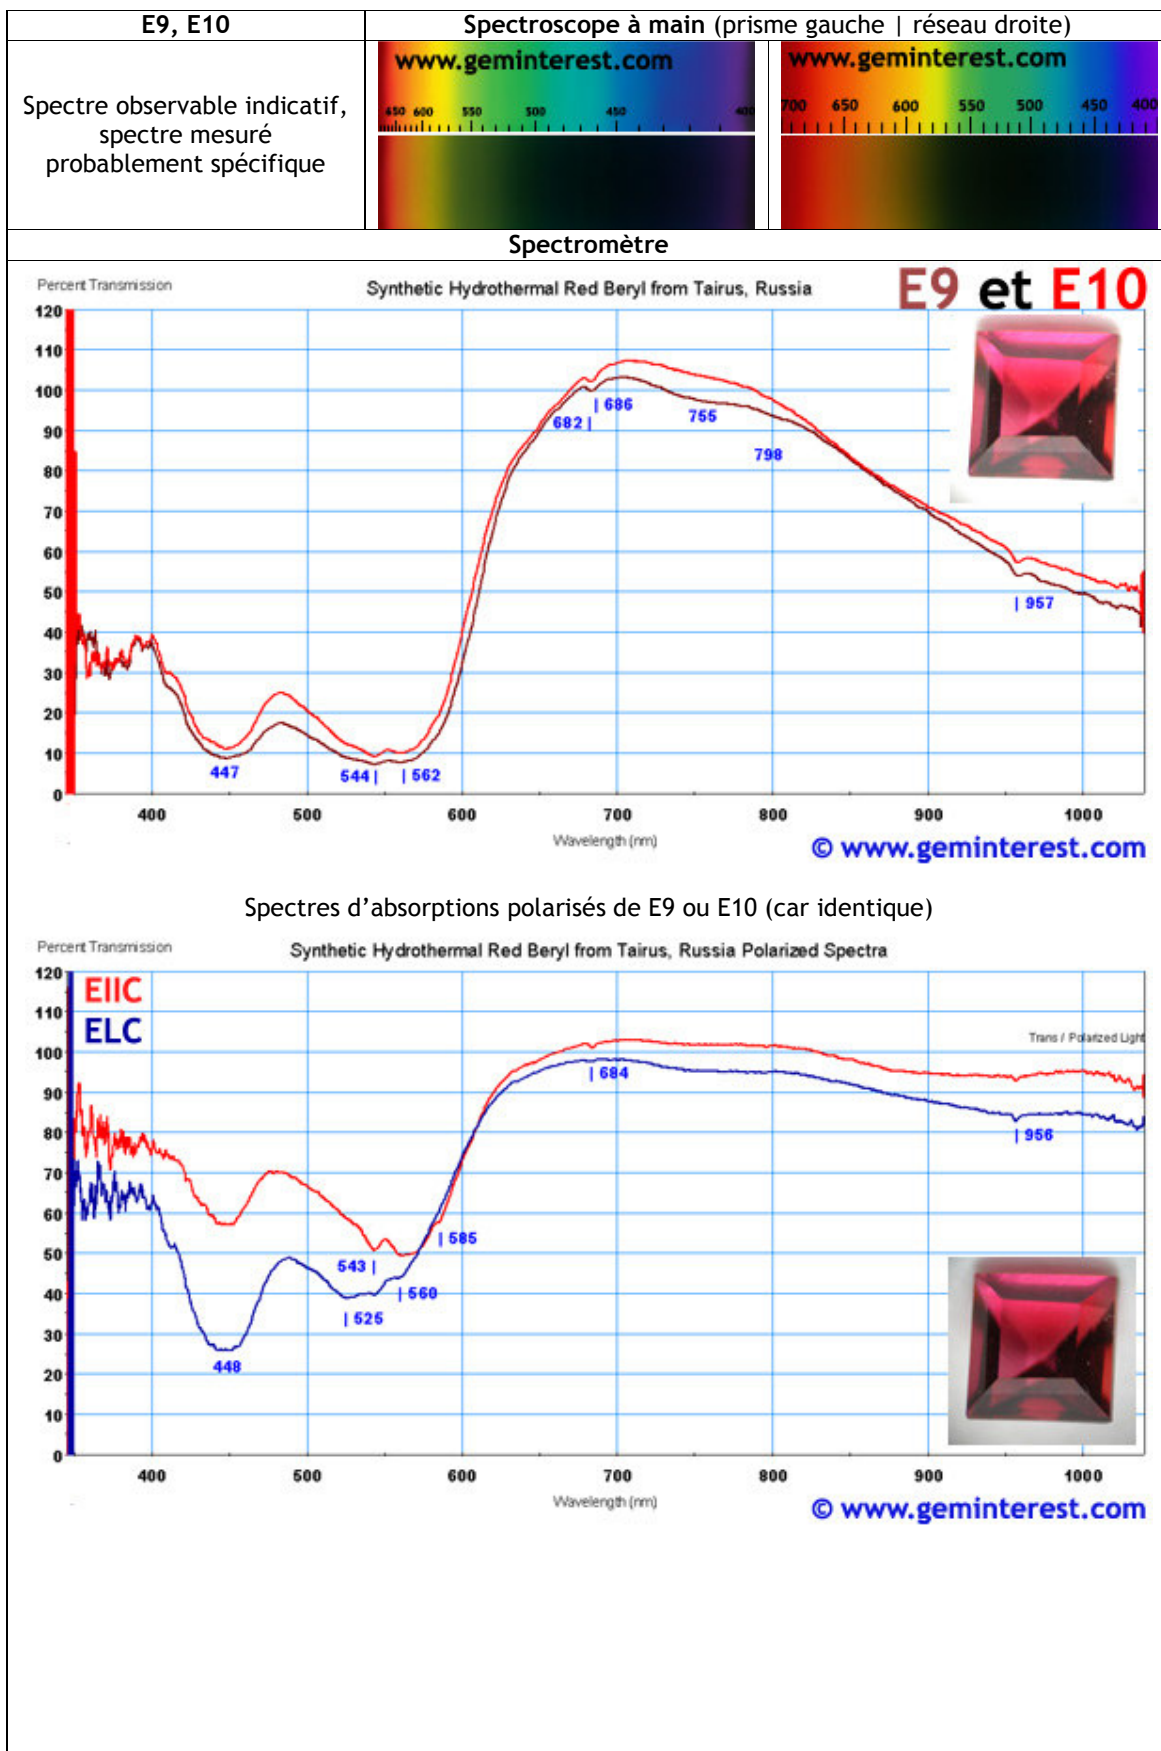 E9, E10
Spectroscope à main (prisme gauche | réseau droite)
Spectre observable indicatif,
spectre mesuré
probablement spécifique
www.geminterest.com
650 600 550 500 450 400
www.geminterest.com
700 650 600 550 500 450 400
Spectromètre
Percent Transmission
Synthetic Hydrothermal Red Beryl from Tairus, Russia
E9 et E10
120
110
100
90
80
70
60
50
40
30
20
10
0
682 |
| 686
755
798
| 957
447
544 |
| 562
400 500 600 700 800 900 1000
Wavelength (nm)
© www.geminterest.com
Spectres d'absorptions polarisés de E9 ou E10 (car identique)
Percent Transmission
Synthetic Hydrothermal Red Beryl from Tairus, Russia Polarized Spectra
EIIC
ELC
Trans / Polarized Light
120
110
100
90
80
70
60
50
40
30
20
10
0
| 684
| 956
| 585
543 |
| 560
| 525
448
400 500 600 700 800 900 1000
Wavelength (nm)
© www.geminterest.com